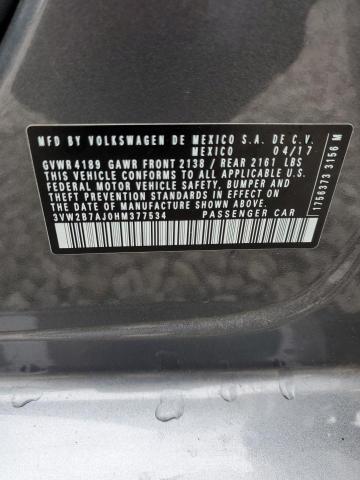 MFD BY VOLKSWAGEN DE MEXICO S.A. DE C.V.
MEXICO 04/17
GVWR 4189 GAWR FRONT 2138 / REAR 2161 LBS
THIS VEHICLE CONFORMS TO ALL APPLICABLE U.S.
FEDERAL MOTOR VEHICLE SAFETY, BUMPER AND
THEFT PREVENTION STANDARDS IN EFFECT ON THE
DATE OF MANUFACTURE SHOWN ABOVE.
3VW2B7AJ0HM377534 PASSENGER CAR
1756373 3156 M